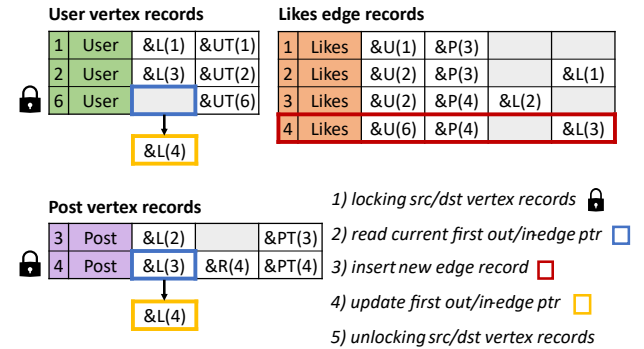 User vertex records
1 User &L(1) &UT(1)
2 User &L(3) &UT(2)
6 User &UT(6)
&L(4)
Likes edge records
1 Likes &U(1) &P(3)
2 Likes &U(2) &P(3) &L(1)
3 Likes &U(2) &P(4) &L(2)
4 Likes &U(6) &P(4) &L(3)
Post vertex records
3 Post &L(2) &PT(3)
4 Post &L(3) &R(4) &PT(4)
&L(4)
1) locking src/dst vertex records
2) read current first out/in-edge ptr
3) insert new edge record
4) update first out/in-edge ptr
5) unlocking src/dst vertex records